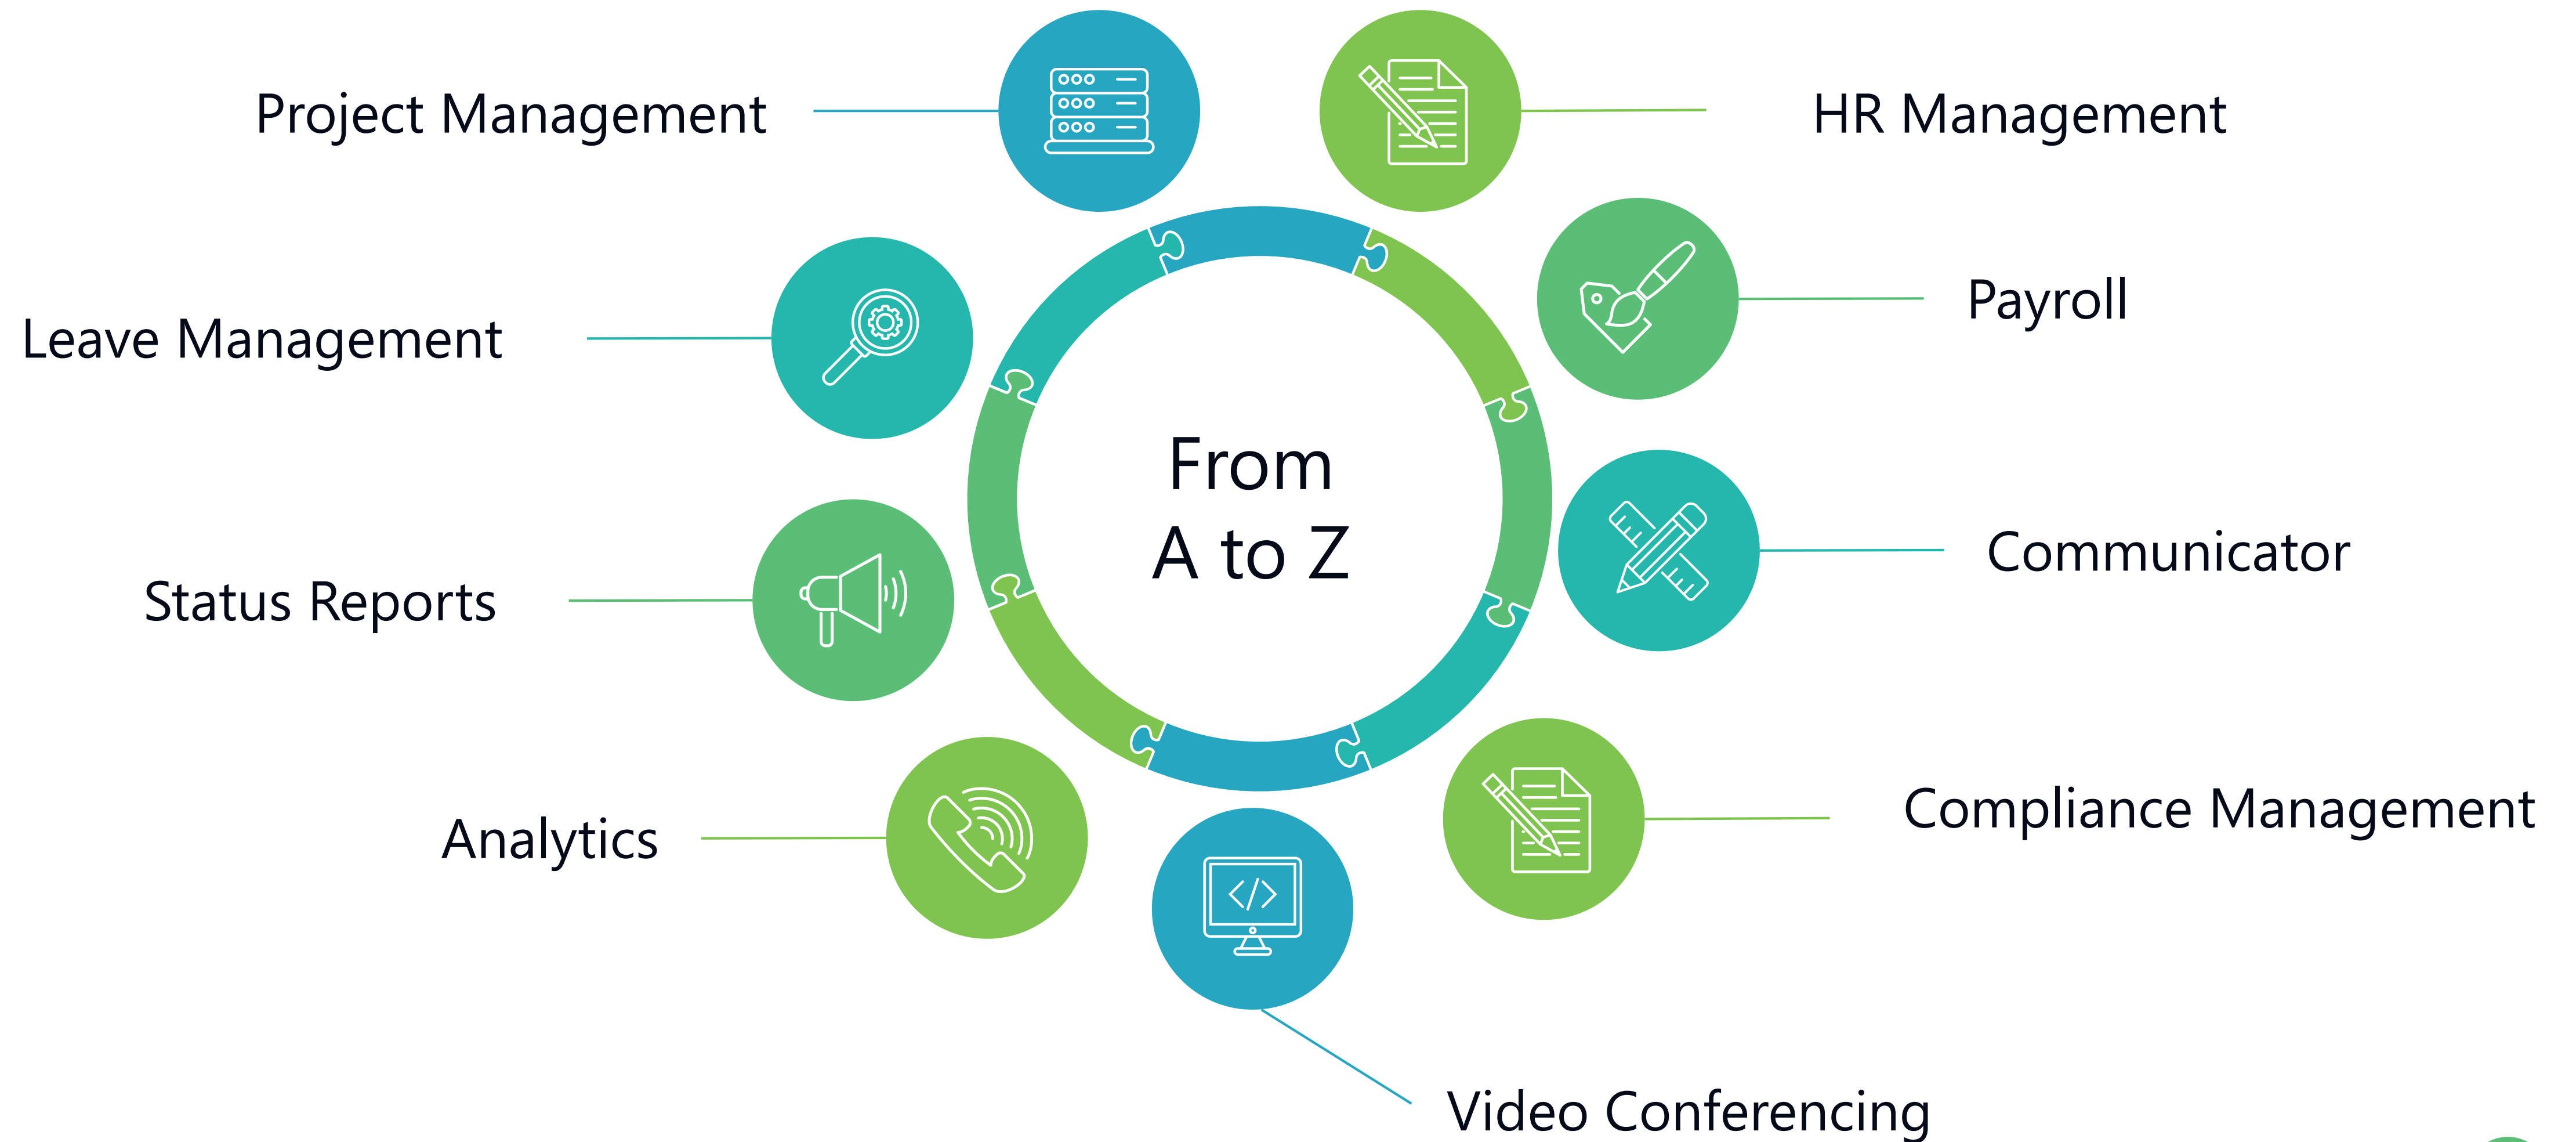 Project Management
HR Management
Leave Management
Payroll
From
A to Z
Status Reports
Communicator
Analytics
Compliance Management
Video Conferencing